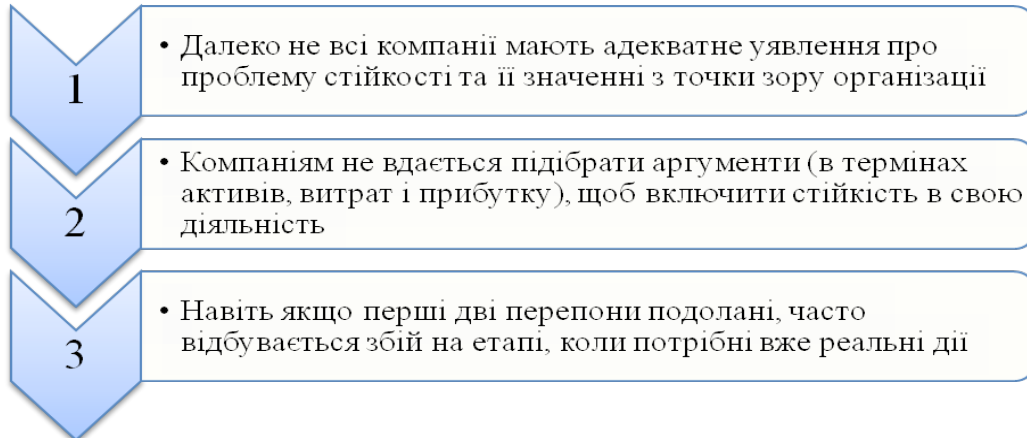 1
• Далеко не всі компанії мають адекватне уявлення про
проблему стійкості та її значенні з точки зору організації
2
• Компаніям не вдається підібрати аргументи (в термінах
активів, витрат і прибутку), щоб включити стійкість в свою
діяльність
3
• Навіть якщо перші дві перепони подолані, часто
відбувається збій на етапі, коли потрібні вже реальні дії